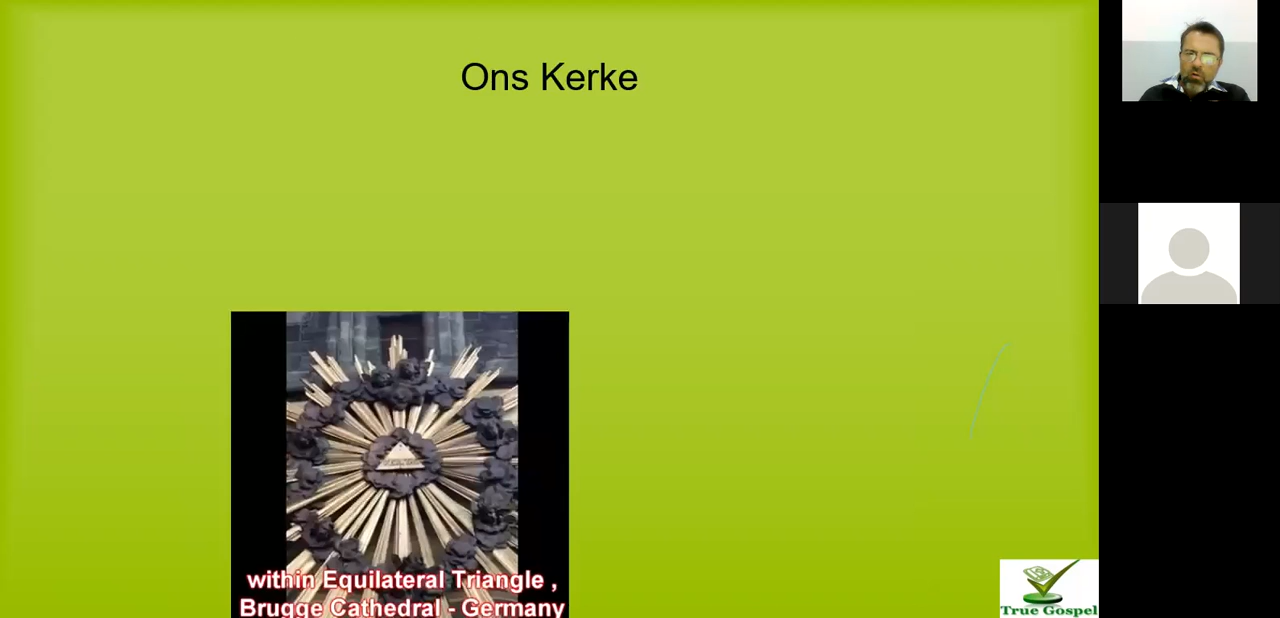 Ons Kerke
within Equilateral Triangle ,
Brugge Cathedral - Germany
True Gospel